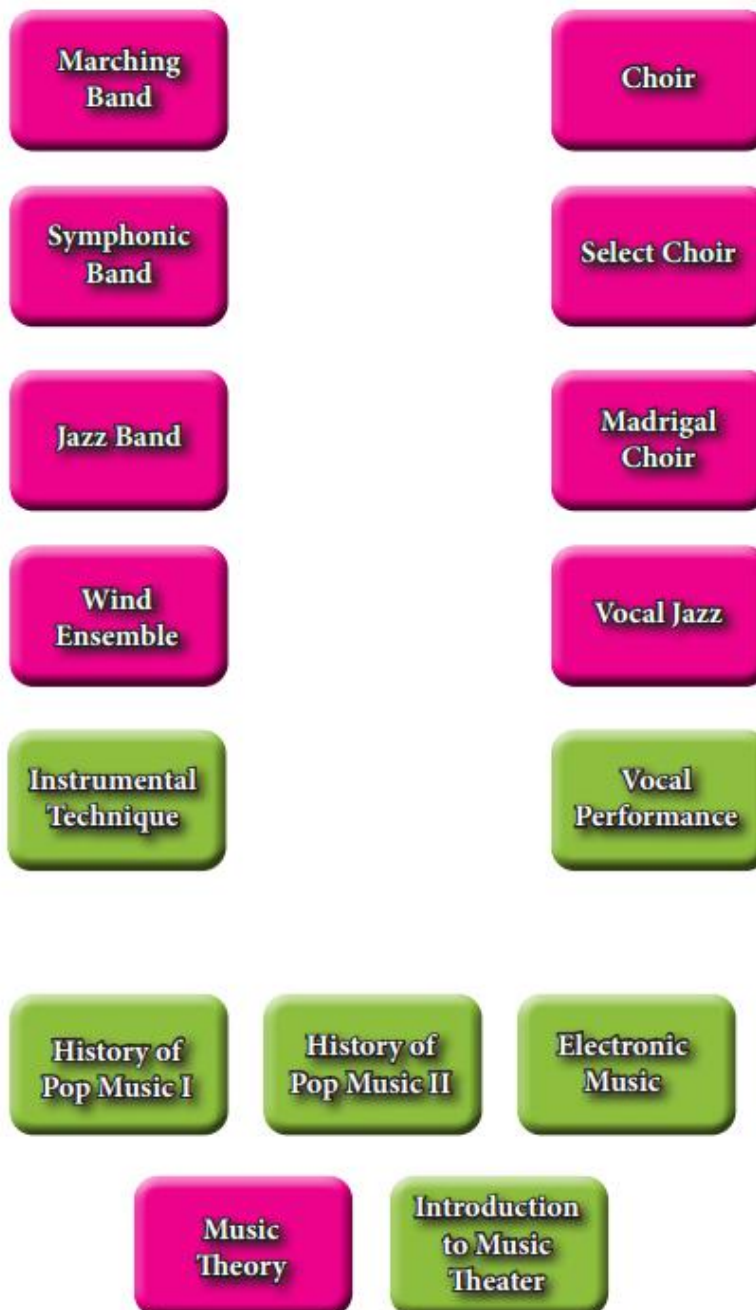 Marching
Band
Choir
Symphonic
Band
Select Choir
Jazz Band
Madrigal
Choir
Wind
Ensemble
Vocal Jazz
Instrumental
Technique
Vocal
Performance
History of
Pop Music I
History of
Pop Music II
Electronic
Music
Music
Theory
Introduction
to Music
Theater